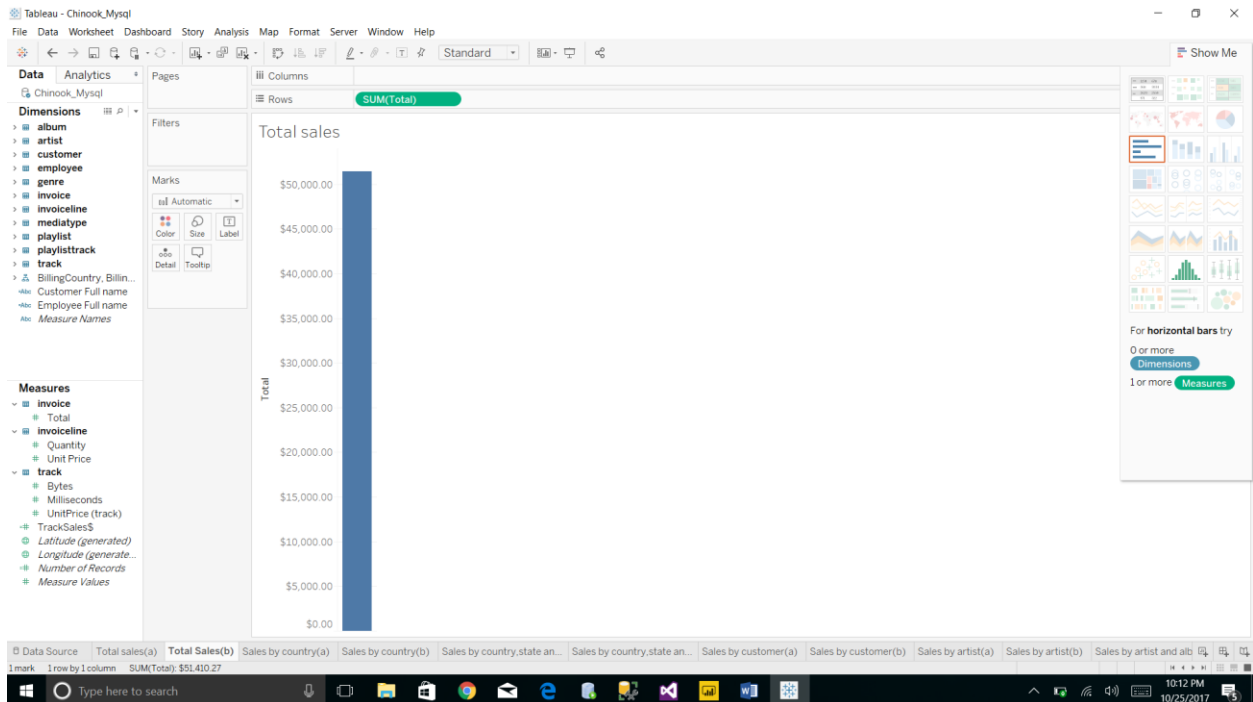 Tableau - Chinook_Mysql
File Data Worksheet Dashboard Story Analysis Map Format Server Window Help
Standard
Show Me
Data Analytics
Chinook_Mysql
Dimensions
album
artist
customer
employee
genre
invoice
invoiceline
mediatype
playlist
playlisttrack
track
BillingCountry, Billin...
Abc Customer Full name
Abc Employee Full name
Abc Measure Names
Measures
invoice
# Total
invoiceline
# Quantity
# Unit Price
track
# Bytes
# Milliseconds
# UnitPrice (track)
=# TrackSales$
Latitude (generated)
Longitude (generate...
=# Number of Records
# Measure Values
Pages
Filters
Marks
Automatic
Color Size Label
Detail Tooltip
Columns
Rows SUM(Total)
Total sales
Total
$50,000.00
$45,000.00
$40,000.00
$35,000.00
$30,000.00
$25,000.00
$20,000.00
$15,000.00
$10,000.00
$5,000.00
$0.00
For horizontal bars try
0 or more
Dimensions
1 or more Measures
Data Source Total sales(a) Total Sales(b) Sales by country(a) Sales by country(b) Sales by country,state an... Sales by country,state an... Sales by customer(a) Sales by customer(b) Sales by artist(a) Sales by artist(b) Sales by artist and alb
1 mark 1 row by 1 column SUM(Total): $51,410.27
Type here to search
10:12 PM
10/25/2017
5